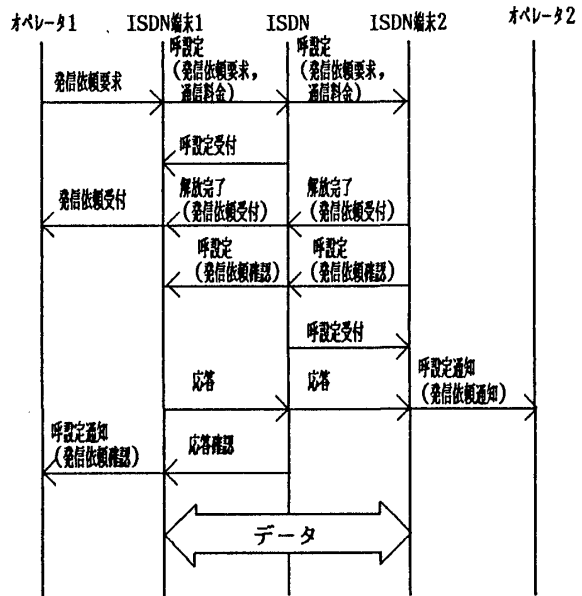 オペレータ1
ISDN端末1
ISDN
ISDN端末2
オペレータ2
発信依頼要求
呼設定
(発信依頼要求,
通信料金)
呼設定
(発信依頼要求,
通信料金)
呼設定受付
発信依頼受付
解放完了
(発信依頼受付)
解放完了
(発信依頼受付)
呼設定
(発信依頼確認)
呼設定
(発信依頼確認)
呼設定受付
応答
応答
呼設定通知
(発信依頼通知)
呼設定通知
(発信依頼確認)
応答確認
データ